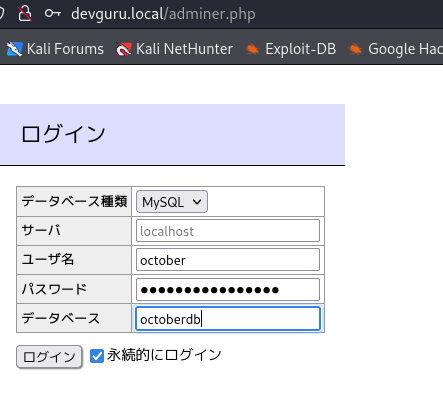 devguru.local/adminer.php
Kali Forums Kali NetHunter Exploit-DB Google Hac
ログイン
データベース種類 MySQL
サーバ localhost
ユーザ名 october
パスワード ●●●●●●●●●●●●●●●●
データベース octoberdb
ログイン 永続的にログイン